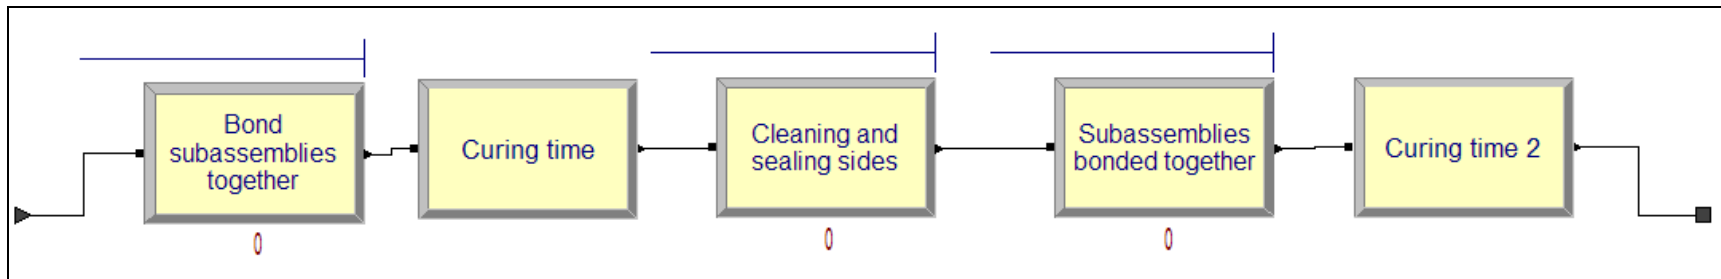 Bond
subassemblies
together
Curing time
Cleaning and
sealing sides
Subassemblies
bonded together
Curing time 2
0
0
0